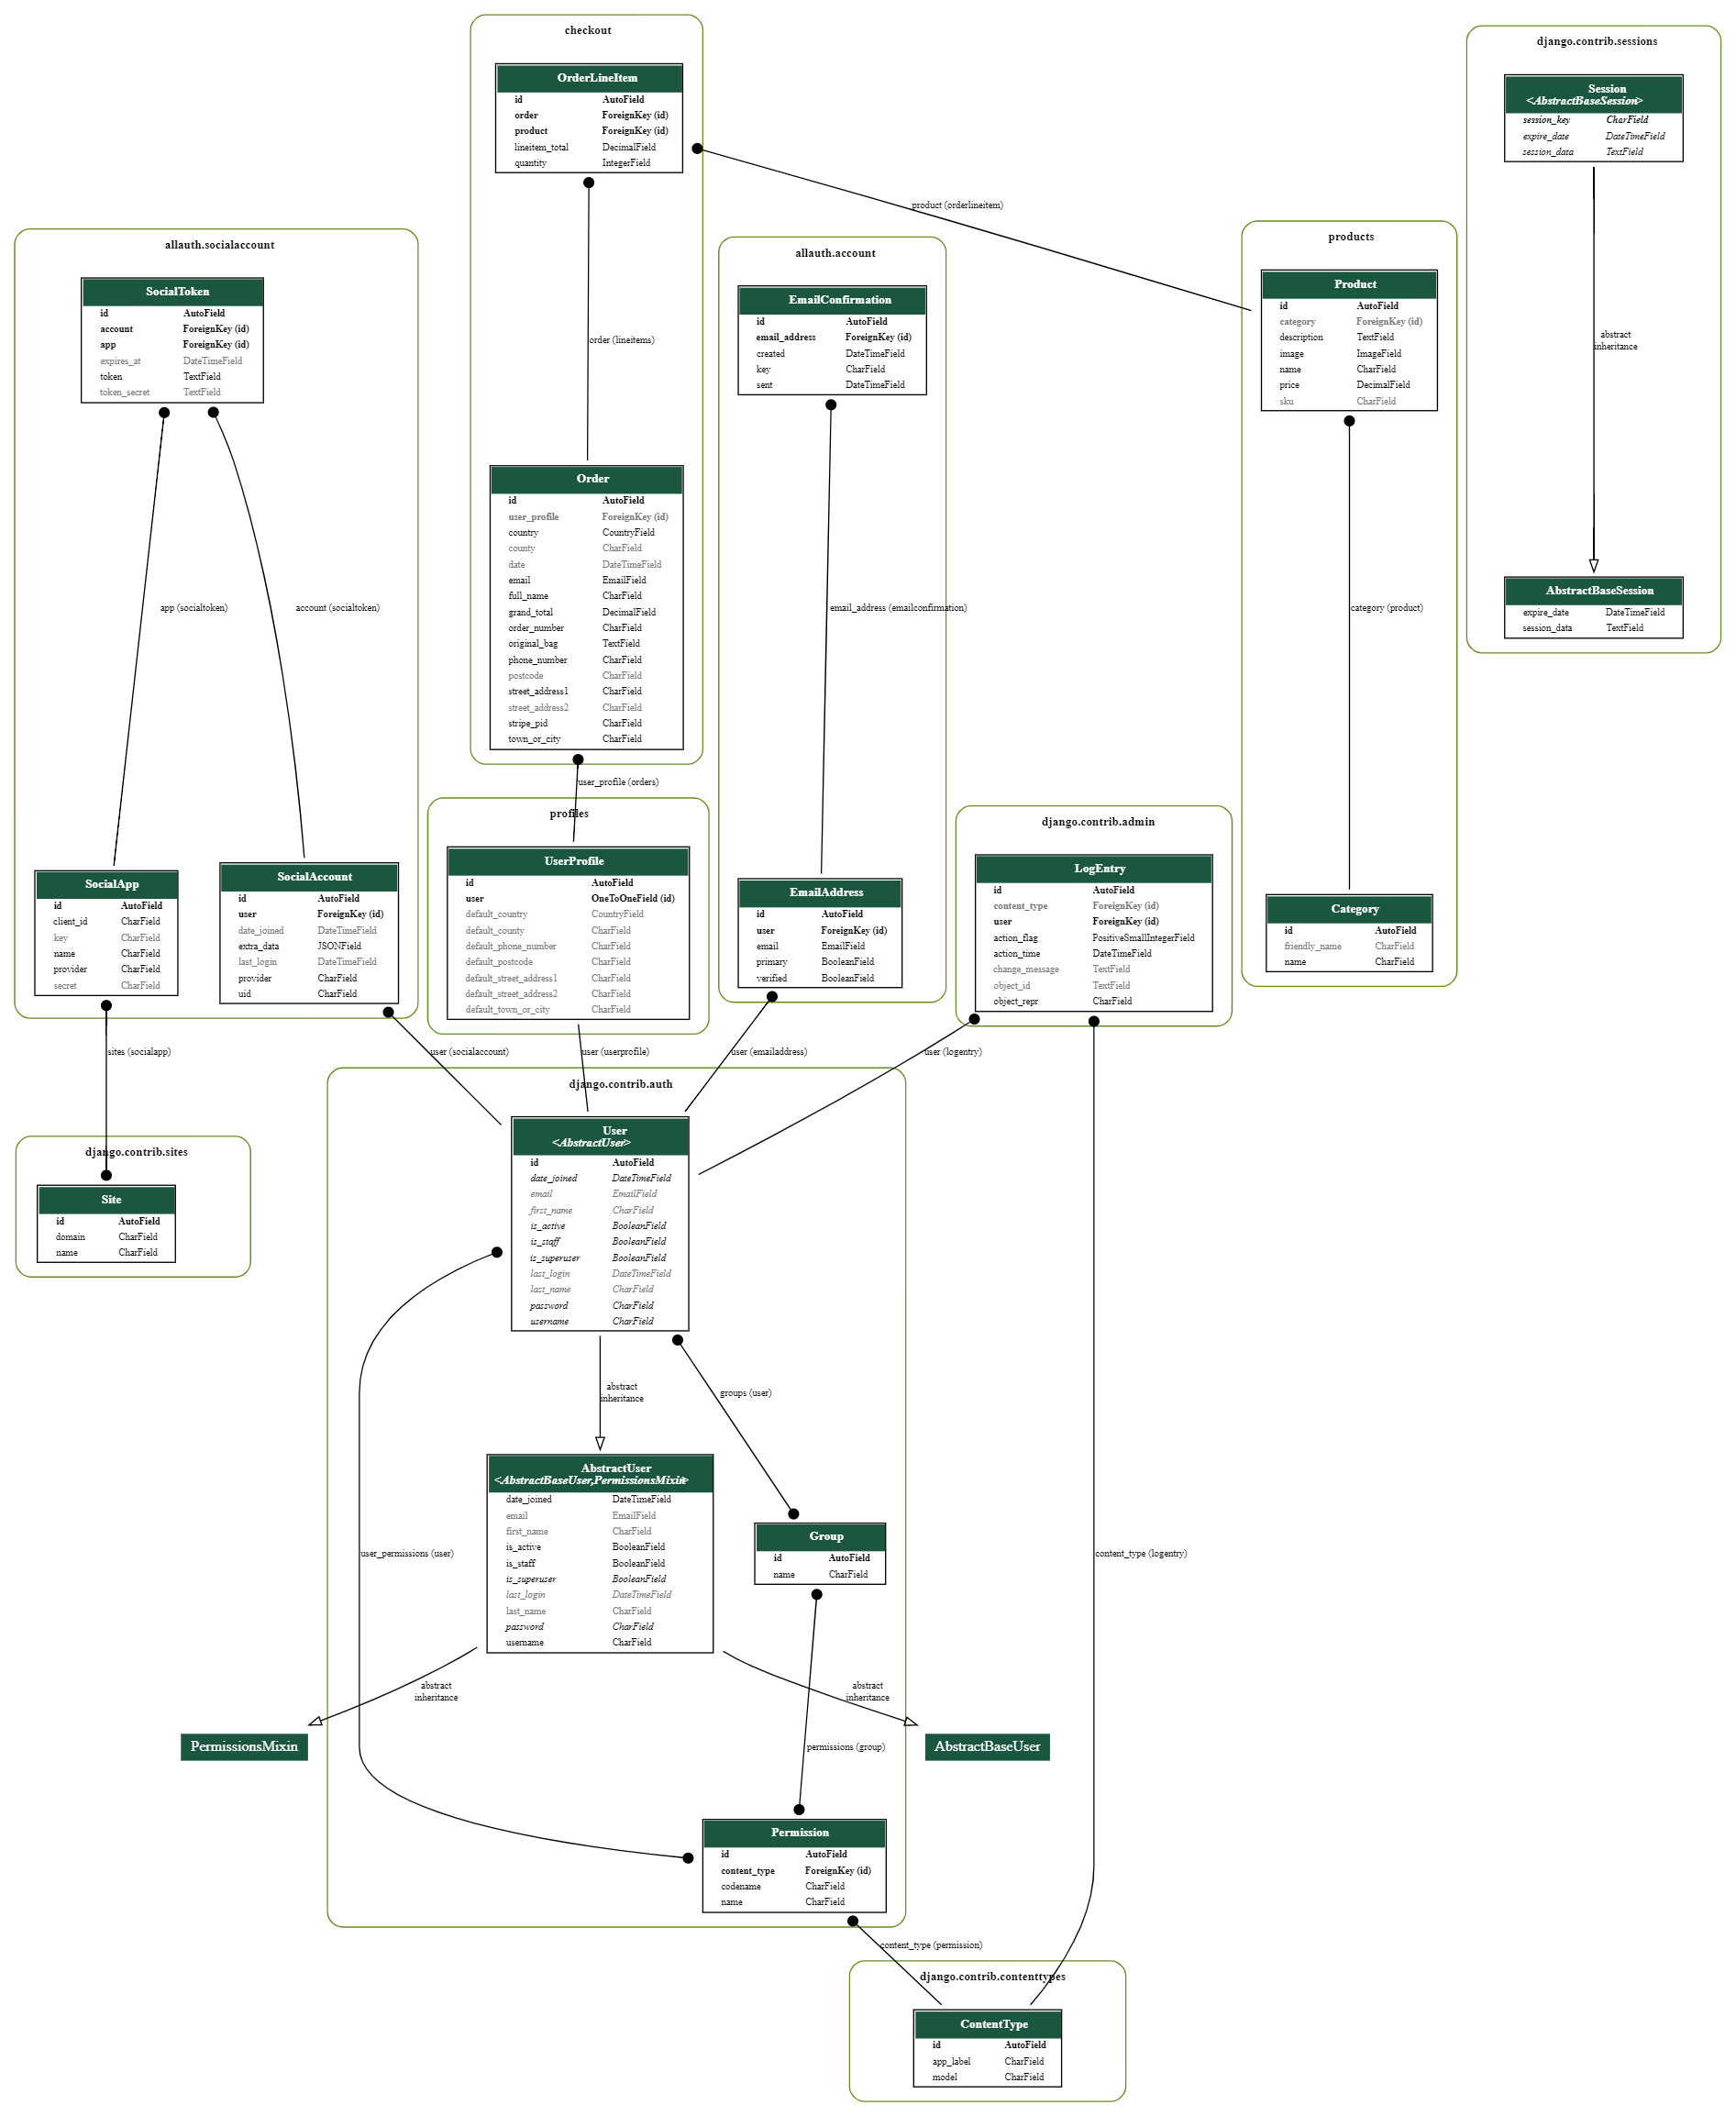 checkout
OrderLineItem
id AutoField
order ForeignKey (id)
product ForeignKey (id)
lineitem_total DecimalField
quantity IntegerField
product (orderlineitem)
order (lineitems)
Order
id AutoField
user_profile ForeignKey (id)
country CountryField
county CharField
date DateTimeField
email EmailField
full_name CharField
grand_total DecimalField
order_number CharField
original_bag TextField
phone_number CharField
postcode CharField
street_address1 CharField
street_address2 CharField
stripe_pid CharField
town_or_city CharField
user_profile (orders)
django.contrib.sessions
Session
<AbstractBaseSession>
session_key CharField
expire_date DateTimeField
session_data TextField
abstract
inheritance
AbstractBaseSession
expire_date DateTimeField
session_data TextField
allauth.socialaccount
SocialToken
id AutoField
account ForeignKey (id)
app ForeignKey (id)
expires_at DateTimeField
token TextField
token_secret TextField
app (socialtoken)
account (socialtoken)
SocialApp
id AutoField
client_id CharField
key CharField
name CharField
provider CharField
secret CharField
SocialAccount
id AutoField
user ForeignKey (id)
date_joined DateTimeField
extra_data JSONField
last_login DateTimeField
provider CharField
uid CharField
allauth.account
EmailConfirmation
id AutoField
email_address ForeignKey (id)
created DateTimeField
key CharField
sent DateTimeField
email_address (emailconfirmation)
EmailAddress
id AutoField
user ForeignKey (id)
email EmailField
primary BooleanField
verified BooleanField
products
Product
id AutoField
category ForeignKey (id)
description TextField
image ImageField
name CharField
price DecimalField
sku CharField
category (product)
Category
id AutoField
friendly_name CharField
name CharField
profiles
UserProfile
id AutoField
user OneToOneField (id)
default_country CountryField
default_county CharField
default_phone_number CharField
default_postcode CharField
default_street_address1 CharField
default_street_address2 CharField
default_town_or_city CharField
django.contrib.admin
LogEntry
id AutoField
content_type ForeignKey (id)
user ForeignKey (id)
action_flag PositiveSmallIntegerField
action_time DateTimeField
change_message TextField
object_id TextField
object_repr CharField
sites (socialapp)
user (socialaccount)
user (userprofile)
user (emailaddress)
user (logentry)
django.contrib.sites
Site
id AutoField
domain CharField
name CharField
django.contrib.auth
User
<AbstractUser>
id AutoField
date_joined DateTimeField
email EmailField
first_name CharField
is_active BooleanField
is_staff BooleanField
is_superuser BooleanField
last_login DateTimeField
last_name CharField
password CharField
username CharField
abstract
inheritance
groups (user)
AbstractUser
<AbstractBaseUser,PermissionsMixin>
date_joined DateTimeField
email EmailField
first_name CharField
is_active BooleanField
is_staff BooleanField
is_superuser BooleanField
last_login DateTimeField
last_name CharField
password CharField
username CharField
Group
id AutoField
name CharField
user_permissions (user)
content_type (logentry)
abstract
inheritance
abstract
inheritance
PermissionsMixin
AbstractBaseUser
permissions (group)
Permission
id AutoField
content_type ForeignKey (id)
codename CharField
name CharField
content_type (permission)
django.contrib.contenttypes
ContentType
id AutoField
app_label CharField
model CharField